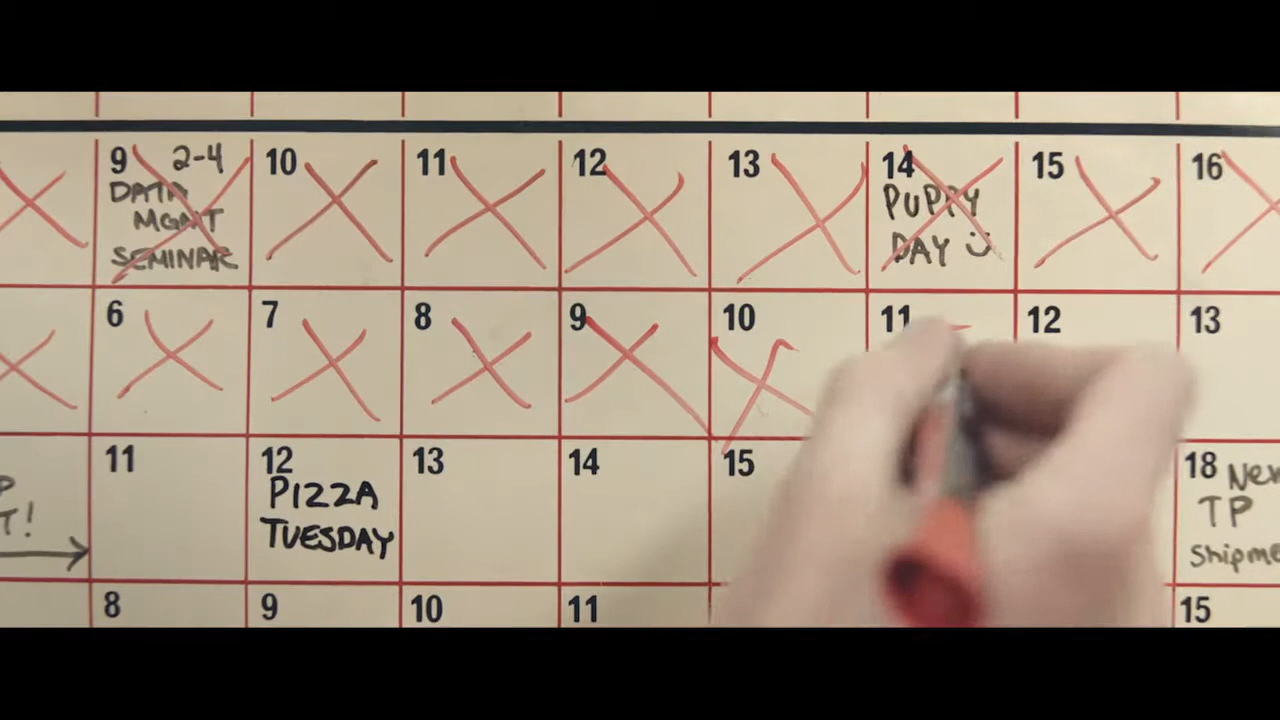 9 2-4 10 11 12 13 14 15 16
DATA
MGMT
SEMINAR
PUPPY
DAY
6 7 8 9 10 11 12 13
11 12 13 14 15 18 New
PIZZA
TUESDAY
T!
TP
8 9 10 11 15